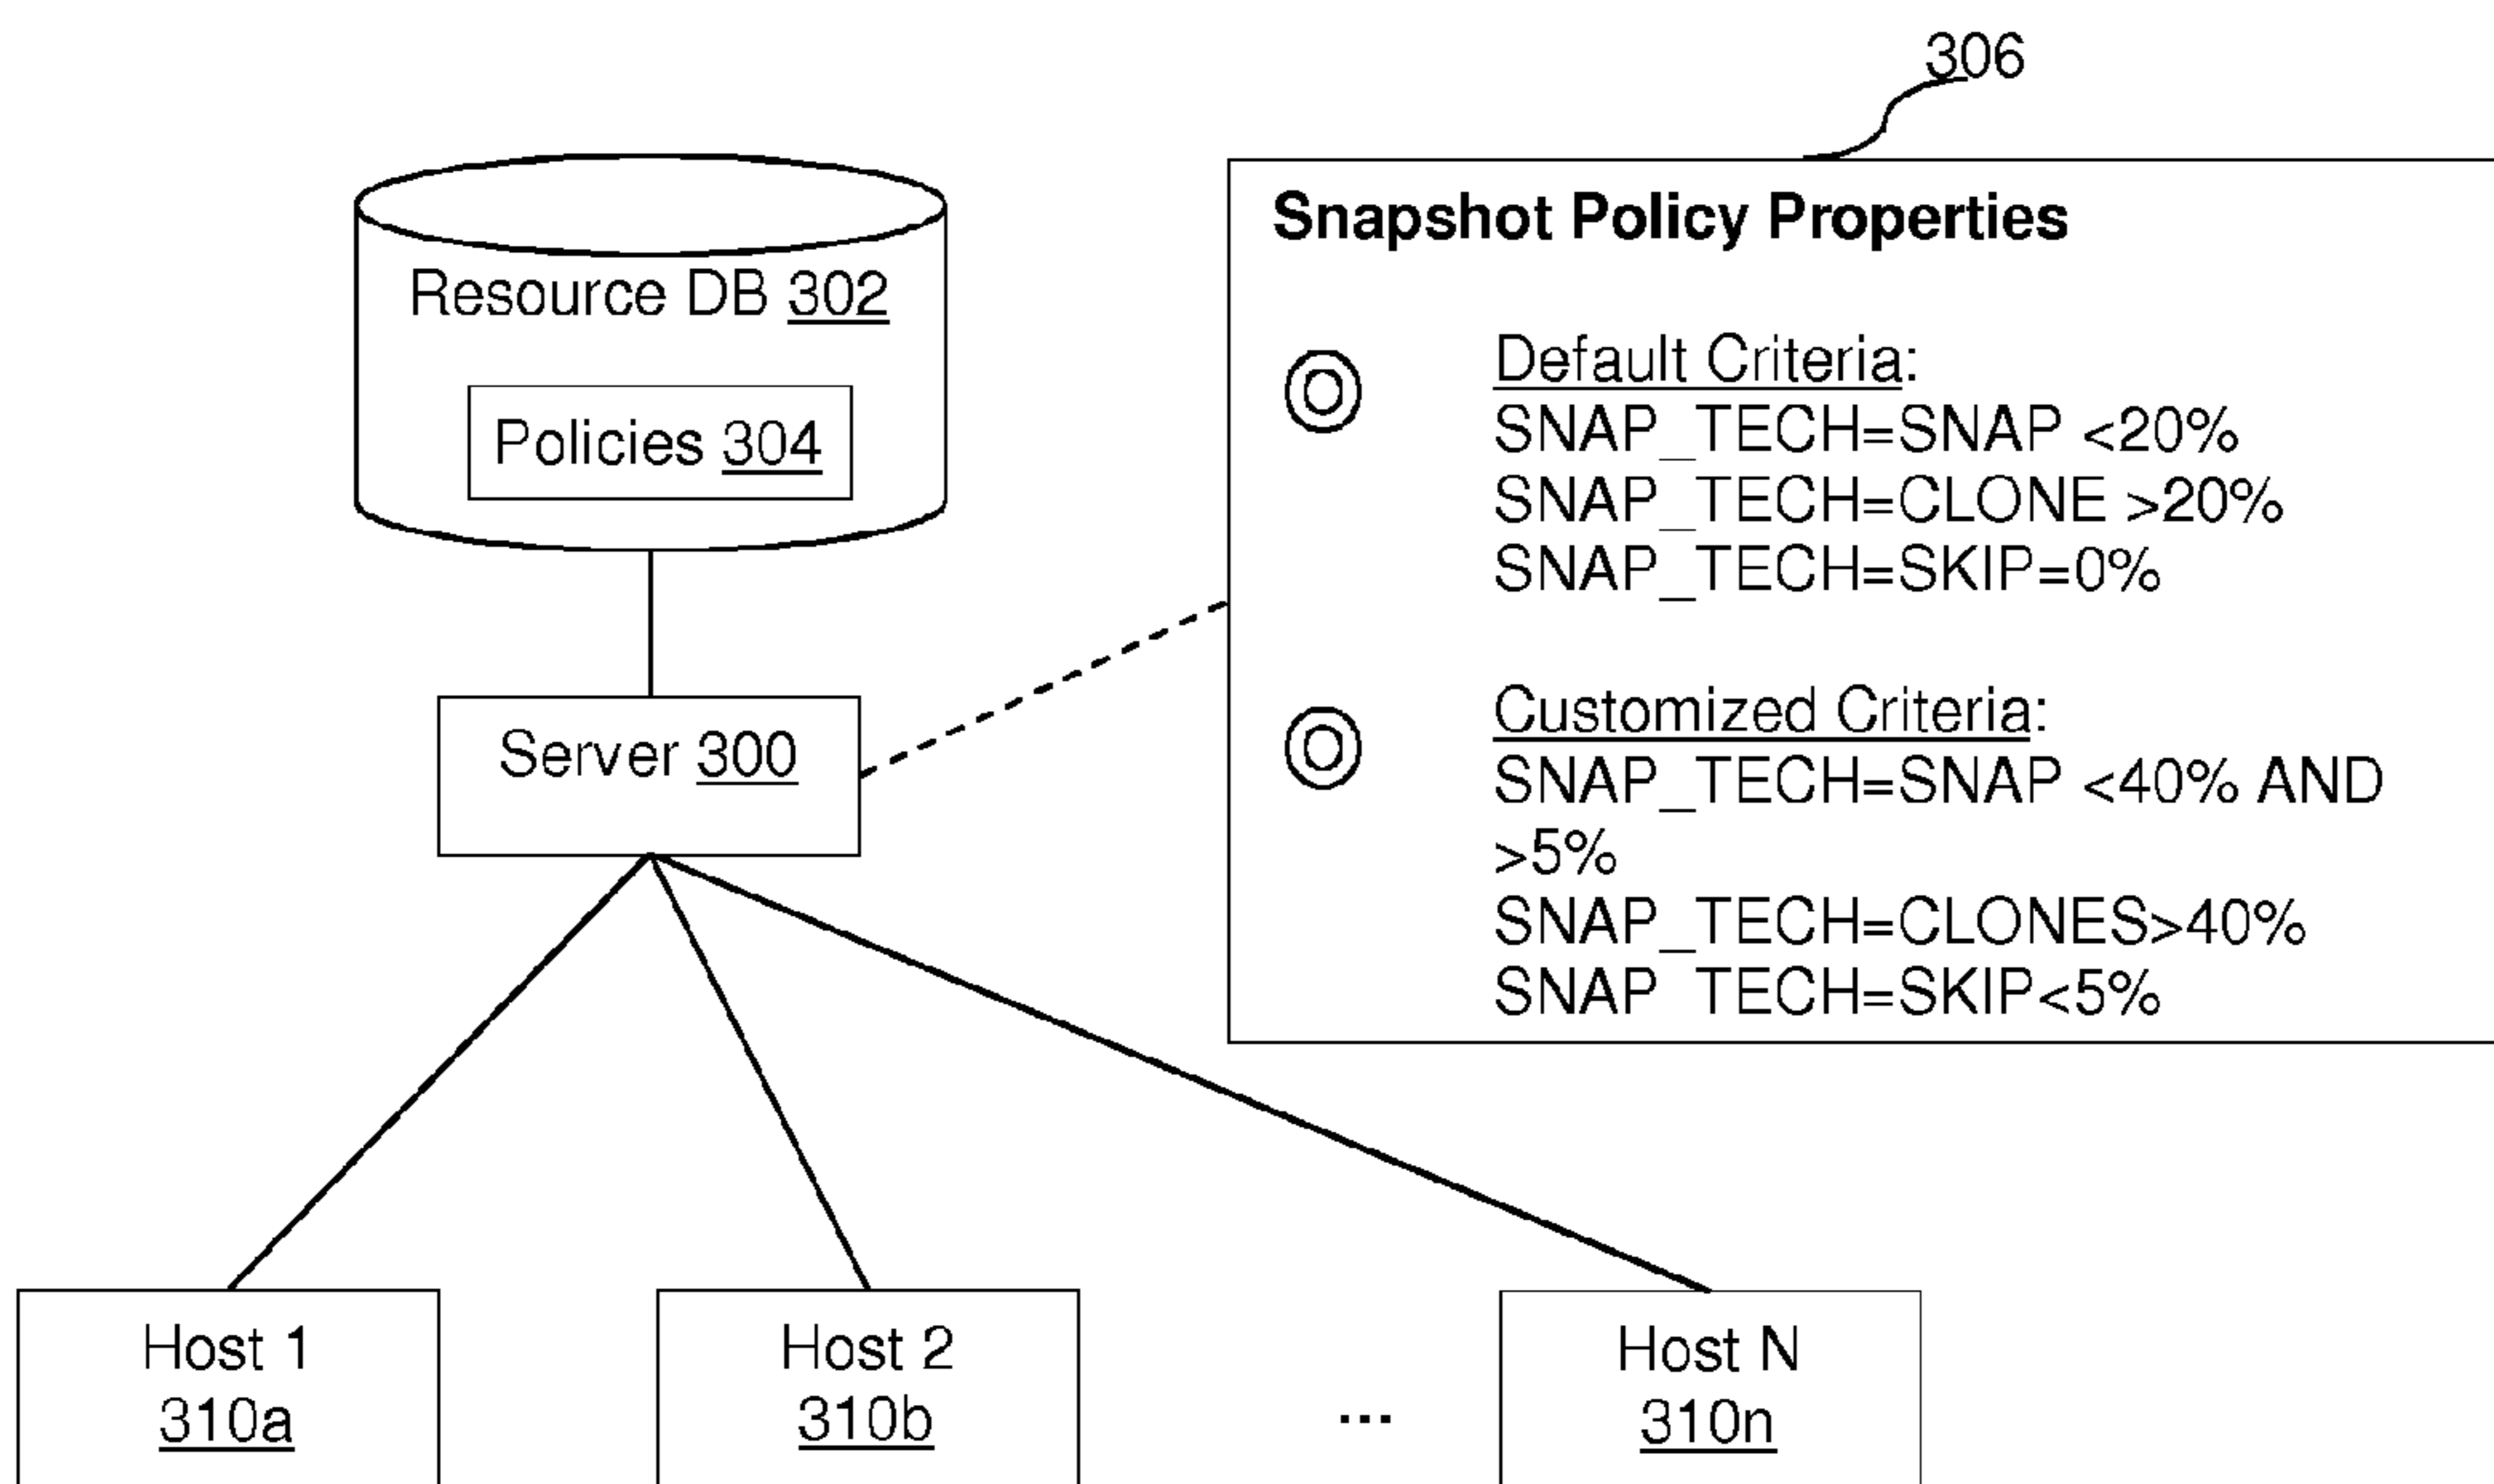 306
Resource DB 302
Policies 304
Server 300
Snapshot Policy Properties
Default Criteria:
SNAP_TECH=SNAP <20%
SNAP_TECH=CLONE >20%
SNAP_TECH=SKIP=0%
Customized Criteria:
SNAP_TECH=SNAP <40% AND
>5%
SNAP_TECH=CLONES>40%
SNAP_TECH=SKIP<5%
Host 1
310a
Host 2
310b
...
Host N
310n